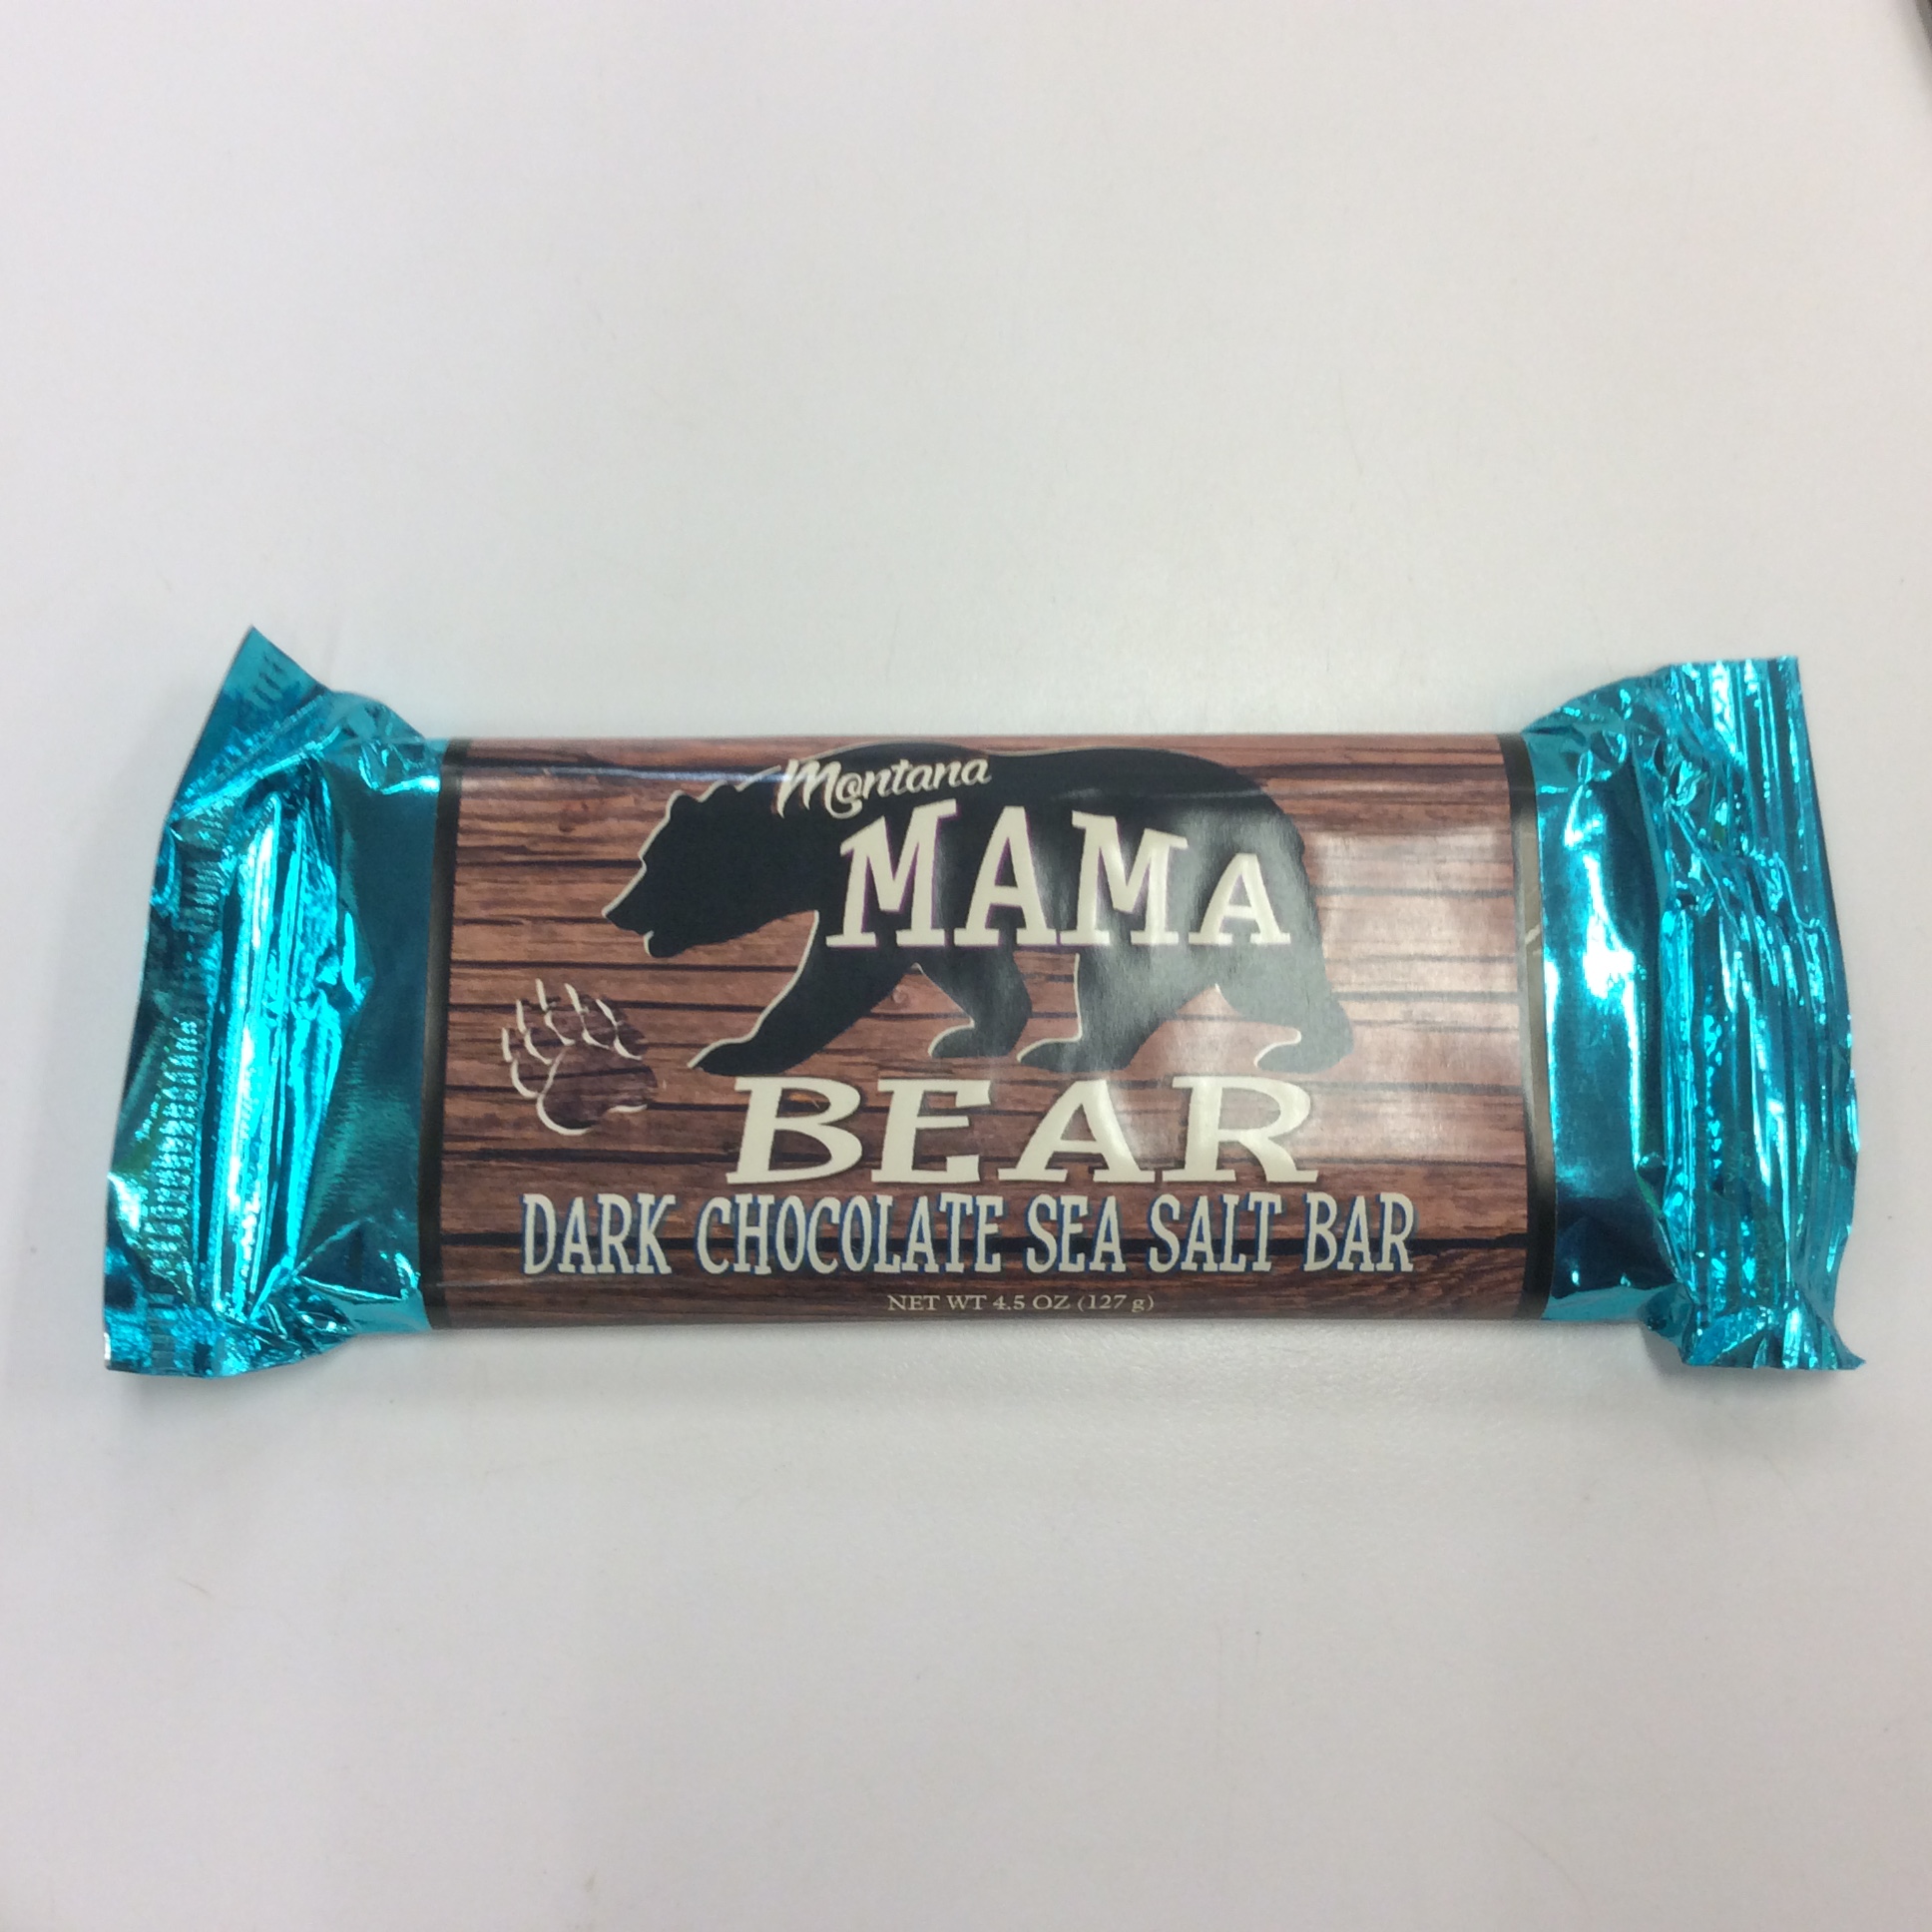 Montana
MAMA
BEAR
DARK CHOCOLATE SEA SALT BAR
NET WT 4.5 OZ (127 g)